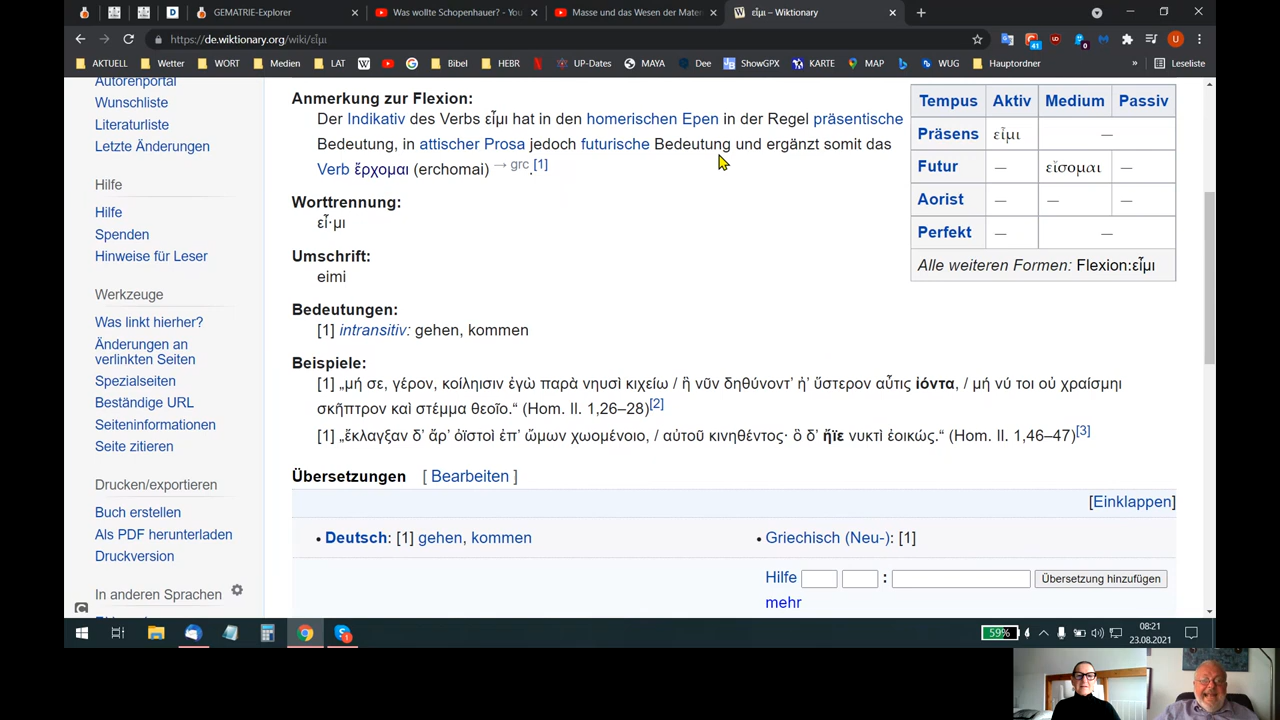 GEMATRIE-Explorer
Was wollte Schopenhauer? - You
Masse und das Wesen der Mater
εἶμι – Wiktionary
https://de.wiktionary.org/wiki/εἶμι
41
0
U
AKTUELL
Wetter
WORT
Medien
LAT
Bibel
HEBR
UP-Dates
MAYA
Dee
ShowGPX
KARTE
MAP
WUG
Hauptordner
»
Leseliste
Autorenportal
Wunschliste
Literaturliste
Letzte Änderungen
Hilfe
Hilfe
Spenden
Hinweise für Leser
Werkzeuge
Was linkt hierher?
Änderungen an
verlinkten Seiten
Spezialseiten
Beständige URL
Seiteninformationen
Seite zitieren
Drucken/exportieren
Buch erstellen
Als PDF herunterladen
Druckversion
In anderen Sprachen
Anmerkung zur Flexion:
Der Indikativ des Verbs εἶμι hat in den homerischen Epen in der Regel präsentische
Bedeutung, in attischer Prosa jedoch futurische Bedeutung und ergänzt somit das
Verb ἔρχομαι (erchomai) → grc.[1]
Worttrennung:
εἶ·μι
Umschrift:
eimi
Bedeutungen:
[1] intransitiv: gehen, kommen
Beispiele:
[1] „μή σε, γέρον, κοίληισιν ἐγὼ παρὰ νηυσὶ κιχείω / ἢ νῦν δηθύνοντ’ ἠ’ ὕστερον αὖτις ἰόντα, / μή νύ τοι οὐ χραίσμηι
σκῆπτρον καὶ στέμμα θεοῖο.“ (Hom. Il. 1,26–28)[2]
[1] „ἔκλαγξαν δ’ ἄρ’ ὀϊστοὶ ἐπ’ ὤμων χωομένοιο, / αὐτοῦ κινηθέντος· ὃ δ’ ἤϊε νυκτὶ ἐοικώς.“ (Hom. Il. 1,46–47)[3]
Übersetzungen [ Bearbeiten ]
[Einklappen]
• Deutsch: [1] gehen, kommen
• Griechisch (Neu-): [1]
Hilfe : Übersetzung hinzufügen
mehr
Tempus Aktiv Medium Passiv
Präsens εἶμι —
Futur — εἴσομαι —
Aorist — — —
Perfekt — —
Alle weiteren Formen: Flexion:εἶμι
59%
08:21
23.08.2021